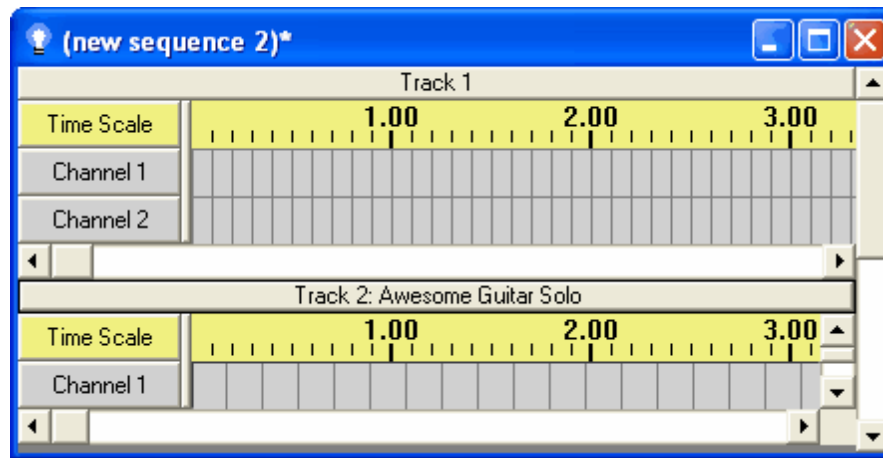 (new sequence 2)*
Track 1
Time Scale 1.00 2.00 3.00
Channel 1
Channel 2
Track 2: Awesome Guitar Solo
Time Scale 1.00 2.00 3.00
Channel 1